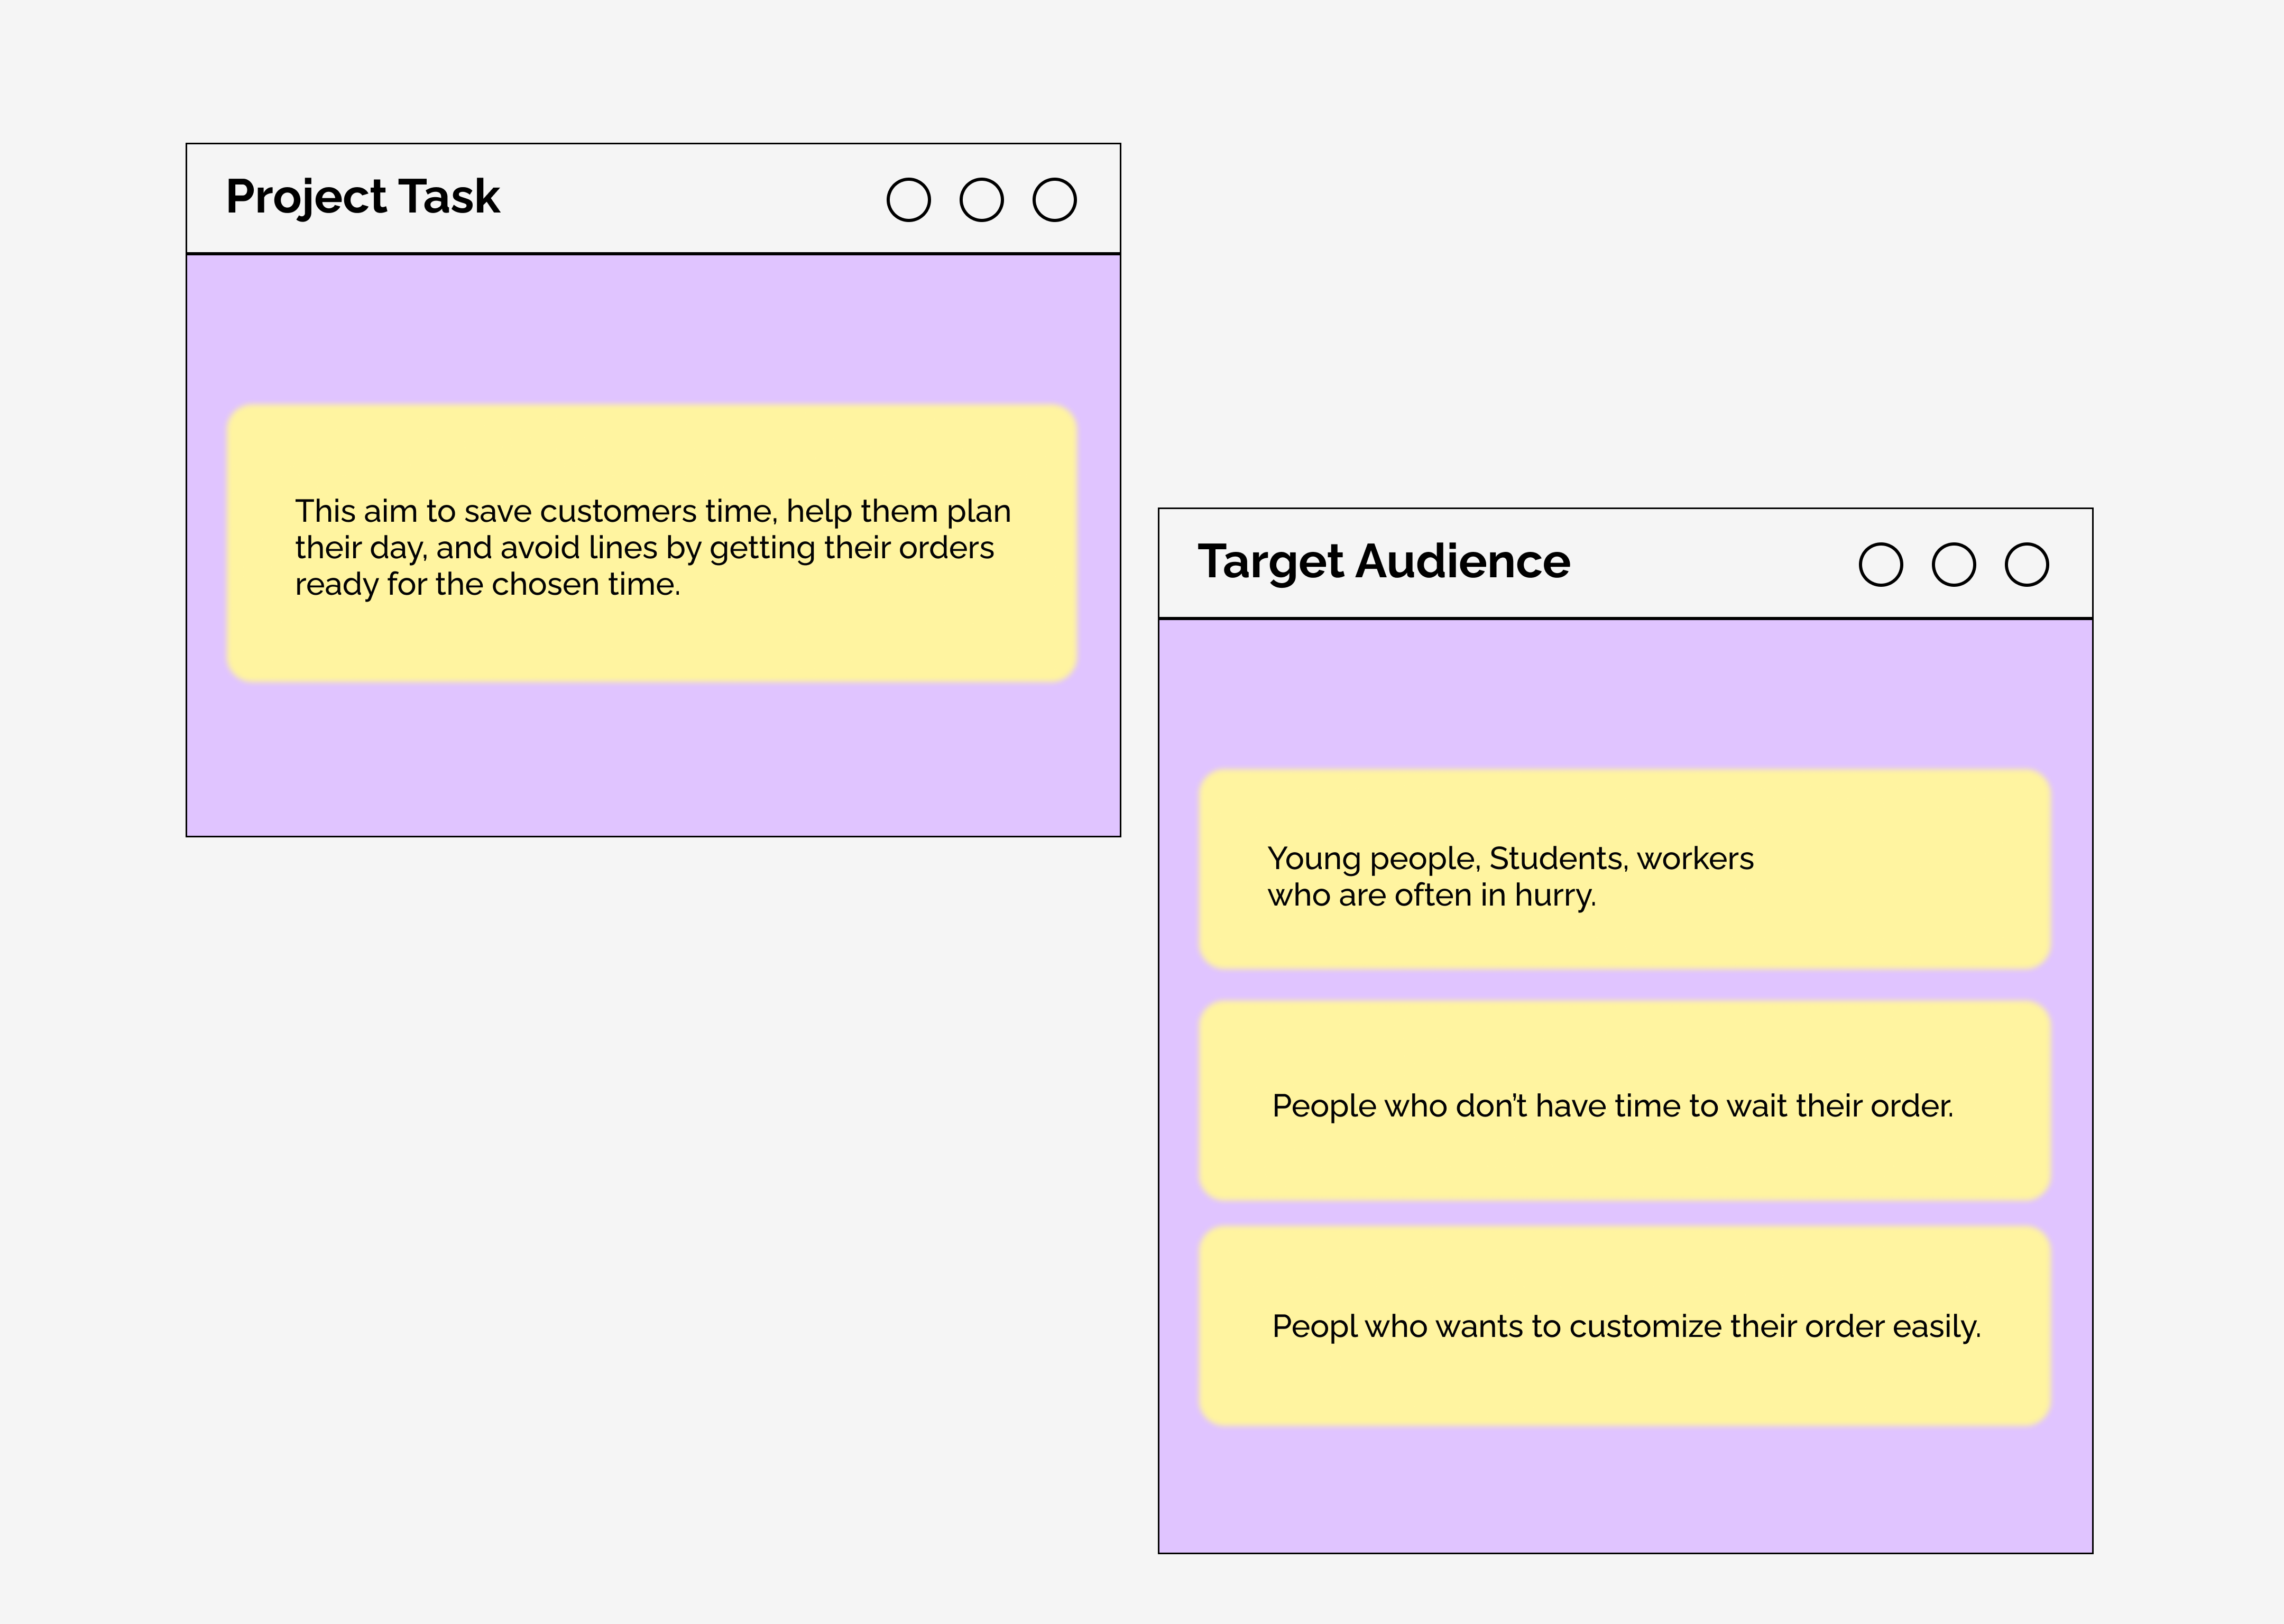 Project Task
This aim to save customers time, help them plan
their day, and avoid lines by getting their orders
ready for the chosen time.
Target Audience
Young people, Students, workers
who are often in hurry.
People who don't have time to wait their order.
Peopl who wants to customize their order easily.